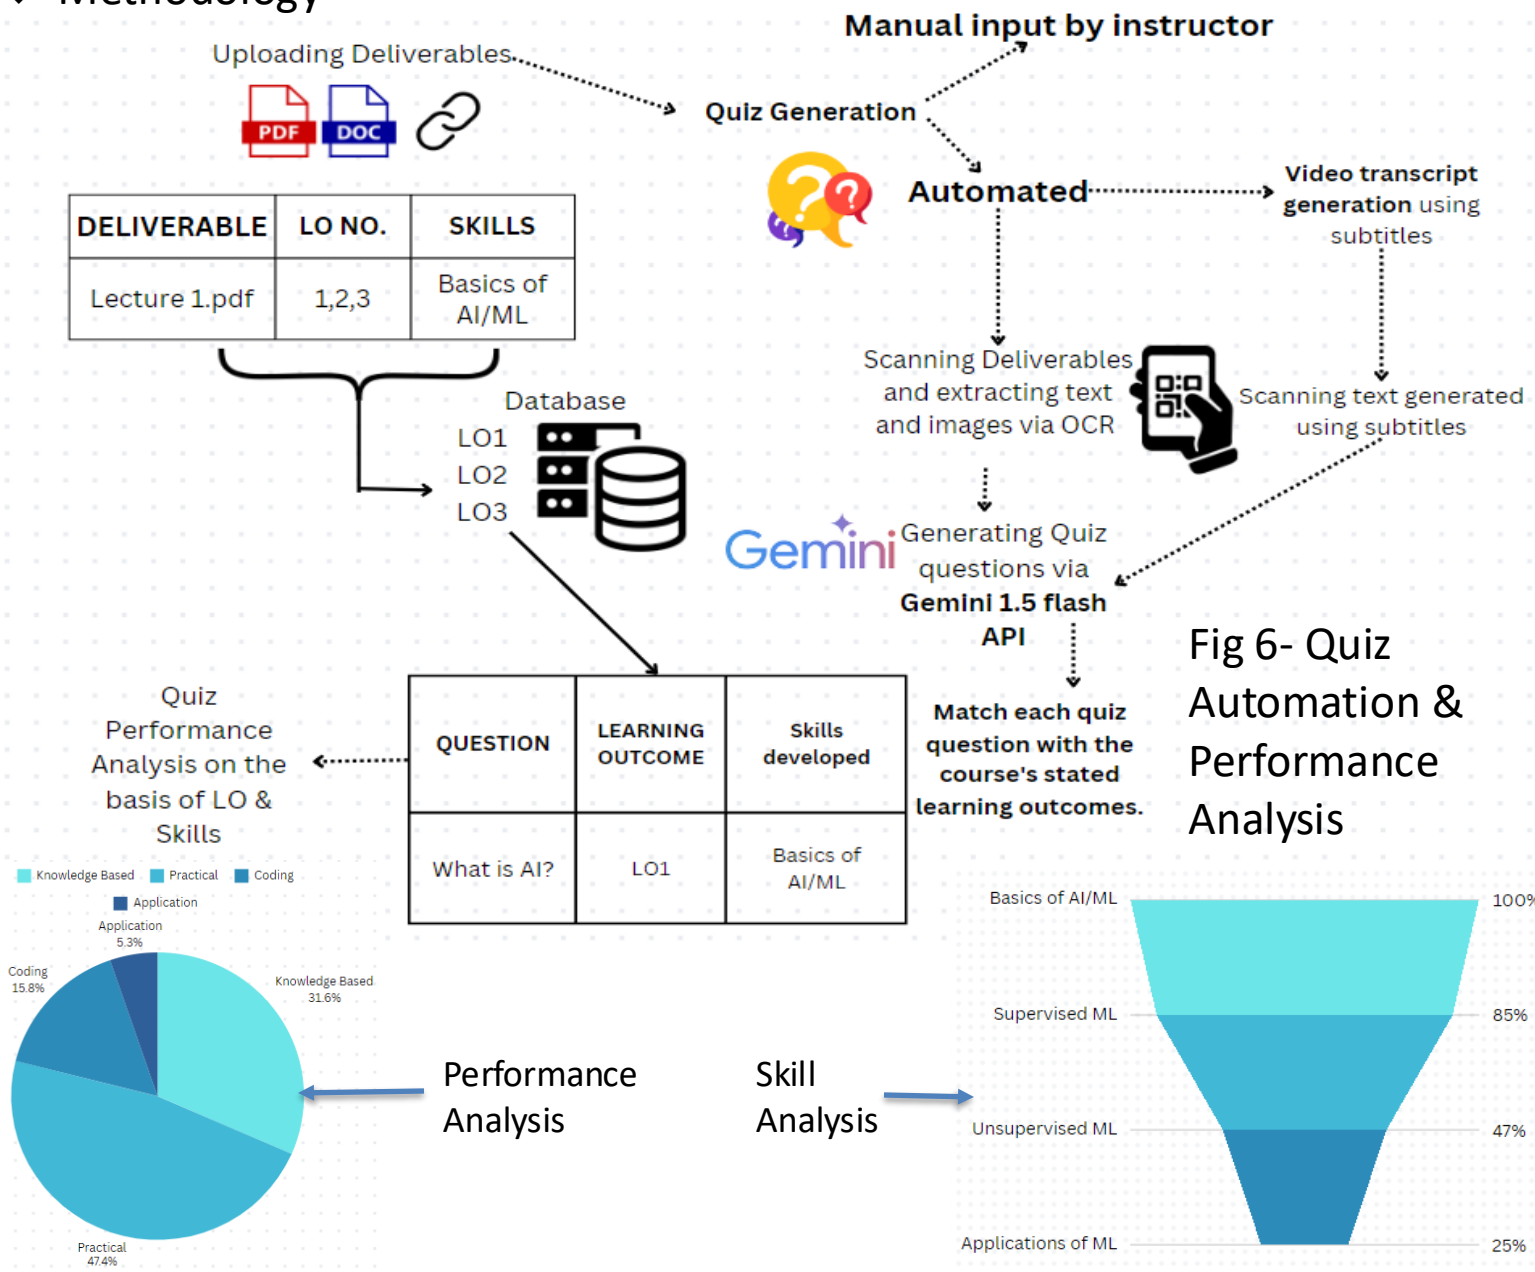 Methodology
Uploading Deliverables
PDF
DOC
DELIVERABLE
LO NO.
SKILLS
Lecture 1.pdf
1,2,3
Basics of
AI/ML
Database
LO1
LO2
LO3
Manual input by instructor
Quiz Generation
Automated
Video transcript
generation using
subtitles
Scanning Deliverables
and extracting text
and images via OCR
Scanning text generated
using subtitles
Gemini
Generating Quiz
questions via
Gemini 1.5 flash
API
Match each quiz
question with the
course's stated
learning outcomes.
Fig 6- Quiz
Automation &
Performance
Analysis
QUESTION
LEARNING
OUTCOME
Skills
developed
What is AI?
LO1
Basics of
AI/ML
Quiz
Performance
Analysis on the
basis of LO &
Skills
Knowledge Based
Practical
Coding
Application
Application
5.3%
Coding
15.8%
Knowledge Based
31.6%
Practical
47.4%
Performance
Analysis
Skill
Analysis
Basics of AI/ML
100%
Supervised ML
85%
Unsupervised ML
47%
Applications of ML
25%